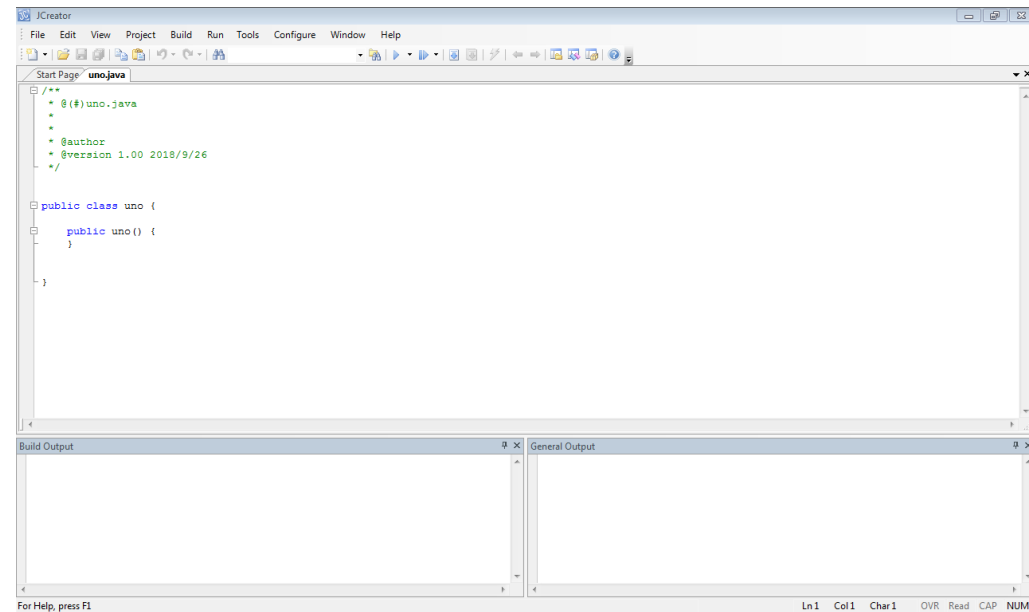 JCreator
File Edit View Project Build Run Tools Configure Window Help
Start Page uno.java
/**
* @(#)uno.java
*
*
* @author
* @version 1.00 2018/9/26
*/
public class uno {
public uno() {
}
}
Build Output
General Output
For Help, press F1 Ln 1 Col 1 Char 1 OVR Read CAP NUM